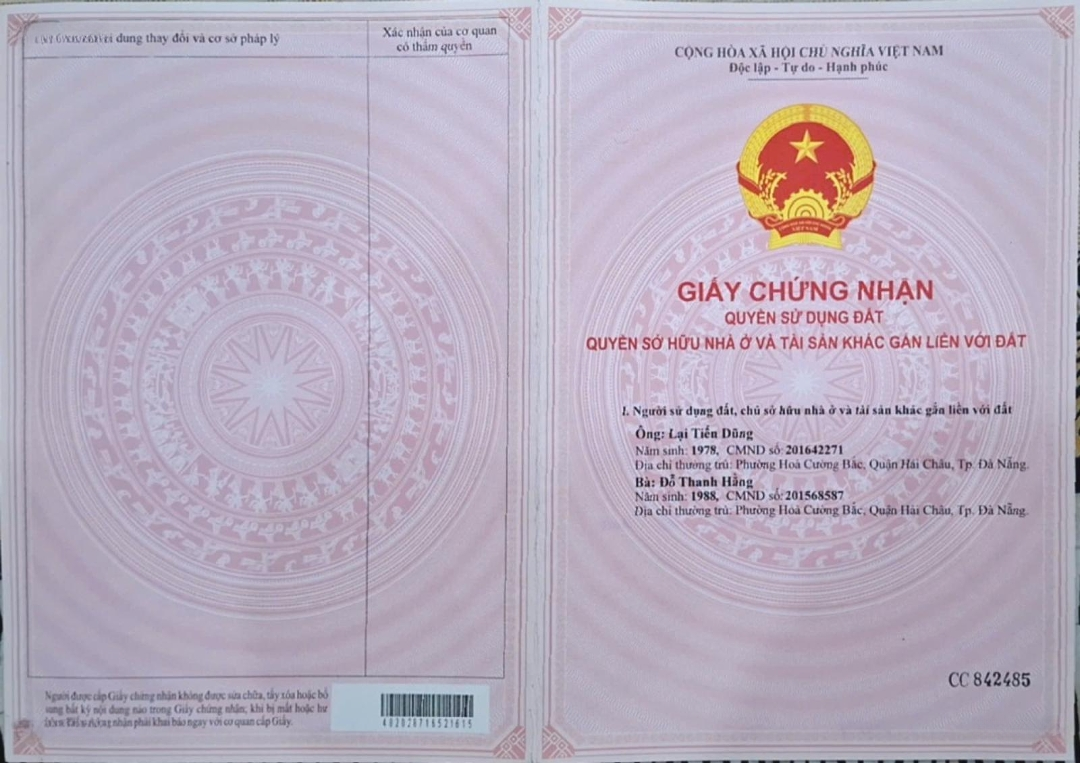 dung thay đổi và cơ sở pháp lý
Xác nhận của cơ quan
có thẩm quyền
Người được cấp Giấy chứng nhận không được sửa chữa, tẩy xóa hoặc bổ
sung bất kỳ nội dung nào trong Giấy chứng nhận; khi bị mất hoặc hư
nhận phải khai báo ngay với cơ quan cấp Giấy.
CỘNG HÒA XÃ HỘI CHỦ NGHĨA VIỆT NAM
Độc lập - Tự do - Hạnh phúc
VIỆT NAM
GIẤY CHỨNG NHẬN
QUYỀN SỬ DỤNG ĐẤT
QUYỀN SỞ HỮU NHÀ Ở VÀ TÀI SẢN KHÁC GẮN LIỀN VỚI ĐẤT
I. Người sử dụng đất, chủ sở hữu nhà ở và tài sản khác gắn liền với đất
Ông: Lại Tiến Dũng
Năm sinh: 1978, CMND số: 201642271
Địa chỉ thường trú: Phường Hoà Cường Bắc, Quận Hải Châu, Tp. Đà Nẵng.
Bà: Đỗ Thanh Hằng
Năm sinh: 1988, CMND số: 201568587
Địa chỉ thường trú: Phường Hoà Cường Bắc, Quận Hải Châu, Tp. Đà Nẵng.
CC 842485